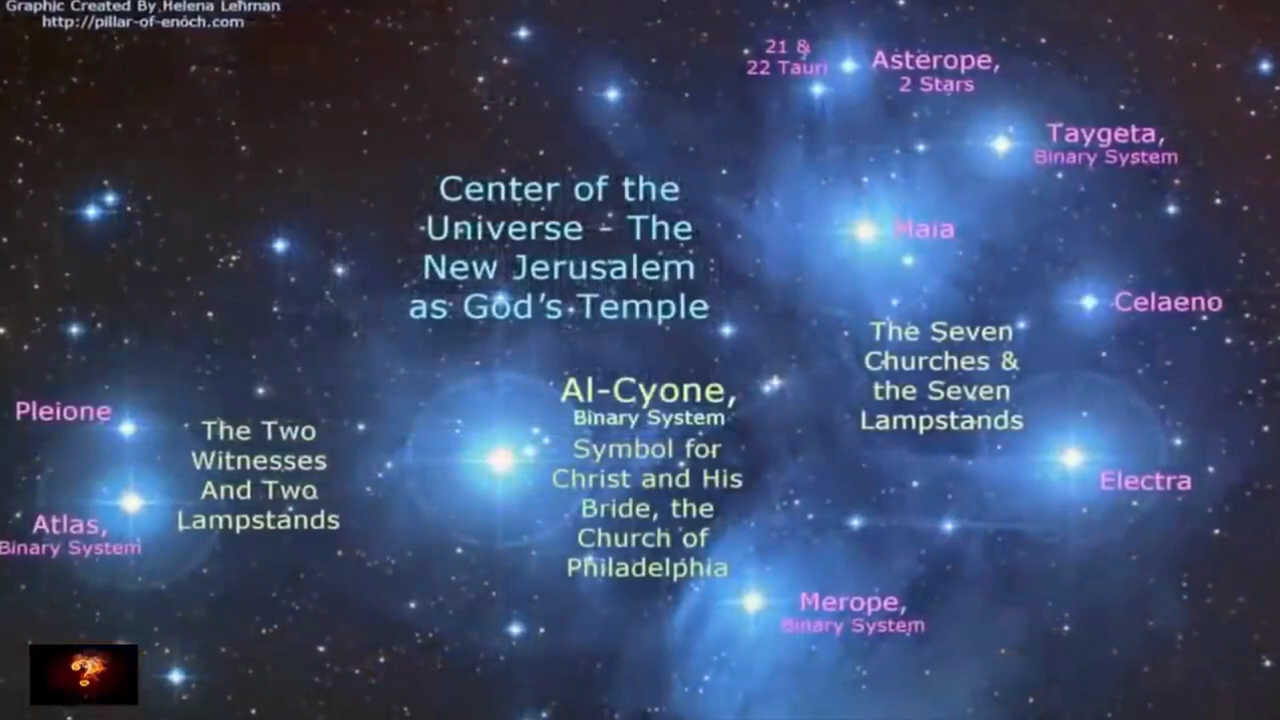 Graphic Created By Helena Lehman
http://pillar-of-enoch.com
21 &
22 Tauri
Asterope,
2 Stars
Taygeta,
Binary System
Center of the
Universe - The
New Jerusalem
as God's Temple
Maia
Celaeno
The Seven
Churches &
the Seven
Lampstands
Al-Cyone,
Binary System
Symbol for
Christ and His
Bride, the
Church of
Philadelphia
Pleione
The Two
Witnesses
And Two
Lampstands
Atlas,
Binary System
Electra
Merope,
Binary System
?